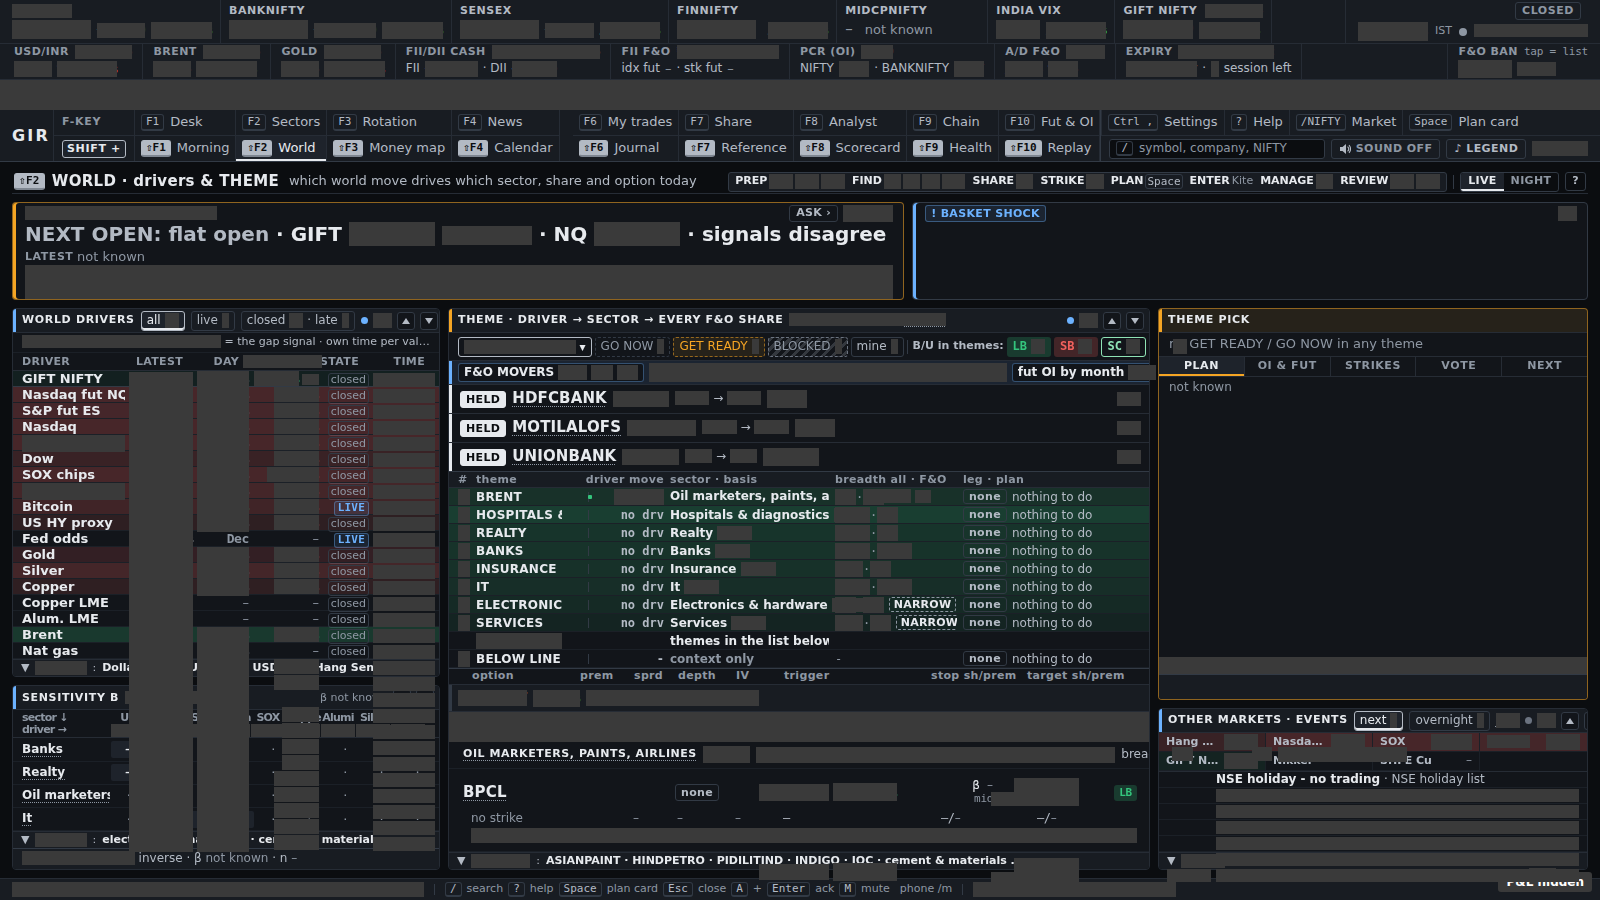 BANKNIFTY SENSEX FINNIFTY MIDCPNIFTY INDIA VIX GIFT NIFTY CLOSED
– not known IST
USD/INR BRENT GOLD FII/DII CASH FII F&O PCR (OI) A/D F&O EXPIRY F&O BAN tap = list
FII · DII idx fut – · stk fut – NIFTY · BANKNIFTY · session left
GIR F-KEY F1 Desk F2 Sectors F3 Rotation F4 News F6 My trades F7 Share F8 Analyst F9 Chain F10 Fut & OI Ctrl , Settings ? Help /NIFTY Market Space Plan card
SHIFT + ⇧F1 Morning ⇧F2 World ⇧F3 Money map ⇧F4 Calendar ⇧F6 Journal ⇧F7 Reference ⇧F8 Scorecard ⇧F9 Health ⇧F10 Replay / symbol, company, NIFTY SOUND OFF ♪ LEGEND
⇧F2 WORLD · drivers & THEME which world move drives which sector, share and option today PREP FIND SHARE STRIKE PLAN Space ENTER Kite MANAGE REVIEW LIVE NIGHT ?
ASK ›
NEXT OPEN: flat open · GIFT · NQ · signals disagree
LATEST not known
! BASKET SHOCK
WORLD DRIVERS all live closed · late ▲ ▼
= the gap signal · own time per val…
DRIVER LATEST DAY STATE TIME
GIFT NIFTY closed
Nasdaq fut NQ closed
S&P fut ES closed
Nasdaq closed
closed
Dow closed
SOX chips closed
closed
Bitcoin LIVE
US HY proxy closed
Fed odds Dec – LIVE
Gold closed
Silver closed
Copper closed
Copper LME – – closed
Alum. LME – – closed
Brent closed
Nat gas – closed
▼ :
SENSITIVITY B
sector ↓ SOX Alumi
driver →
Banks
Realty
Oil marketers
It
▼ :
inverse · β not known · n –
THEME · DRIVER → SECTOR → EVERY F&O SHARE ▲ ▼
▾ GO NOW GET READY BLOCKED mine B/U in themes: LB SB SC
F&O MOVERS fut OI by month
HELD HDFCBANK →
HELD MOTILALOFS →
HELD UNIONBANK →
# theme driver move sector · basis breadth all · F&O leg · plan
BRENT Oil marketers, paints, a · none nothing to do
HOSPITALS & no drv Hospitals & diagnostics · none nothing to do
REALTY no drv Realty · none nothing to do
BANKS no drv Banks · none nothing to do
INSURANCE no drv Insurance · none nothing to do
IT no drv It · none nothing to do
ELECTRONIC no drv Electronics & hardware NARROW none nothing to do
SERVICES no drv Services · NARROW none nothing to do
themes in the list below
BELOW LINE - context only - none nothing to do
option prem sprd depth IV trigger stop sh/prem target sh/prem
OIL MARKETERS, PAINTS, AIRLINES brea
BPCL none β – LB
no strike – – – — —/– —/–
▼ : ASIANPAINT · HINDPETRO · PIDILITIND · INDIGO · IOC · cement & materials .
THEME PICK
GET READY / GO NOW in any theme
PLAN OI & FUT STRIKES VOTE NEXT
not known
OTHER MARKETS · EVENTS next overnight ▲
Hang … Nasda… SOX
NSE holiday - no trading · NSE holiday list
▼
/ search ? help Space plan card Esc close A + Enter ack M mute phone /m